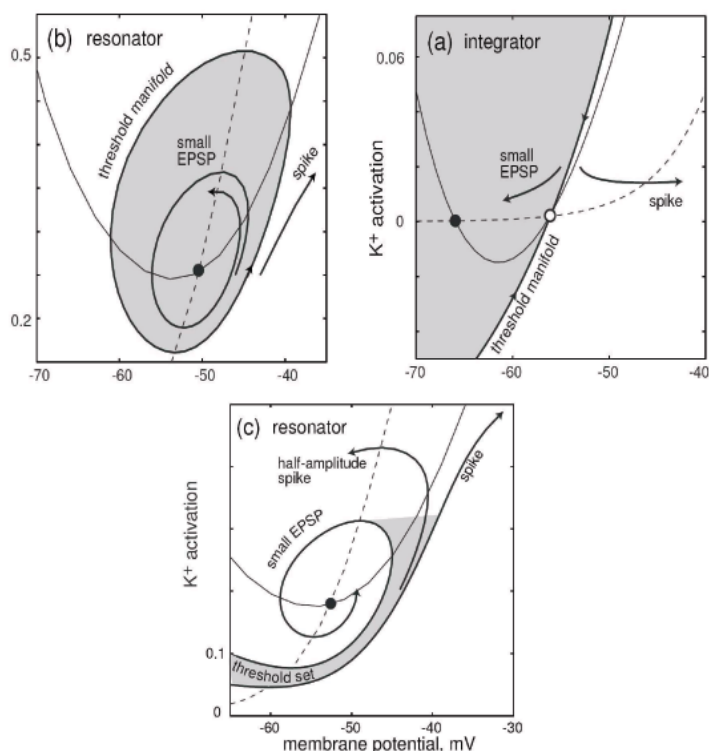 (b) resonator
0.5
threshold manifold
small
EPSP
spike
0.2
-70
-60
-50
-40
(a) integrator
0.06
K+ activation
0
small
EPSP
spike
threshold manifold
-70
-60
-50
-40
(c) resonator
half-amplitude
spike
spike
small EPSP
K+ activation
0.1
threshold set
0
-60
-50
-40
-30
membrane potential, mV